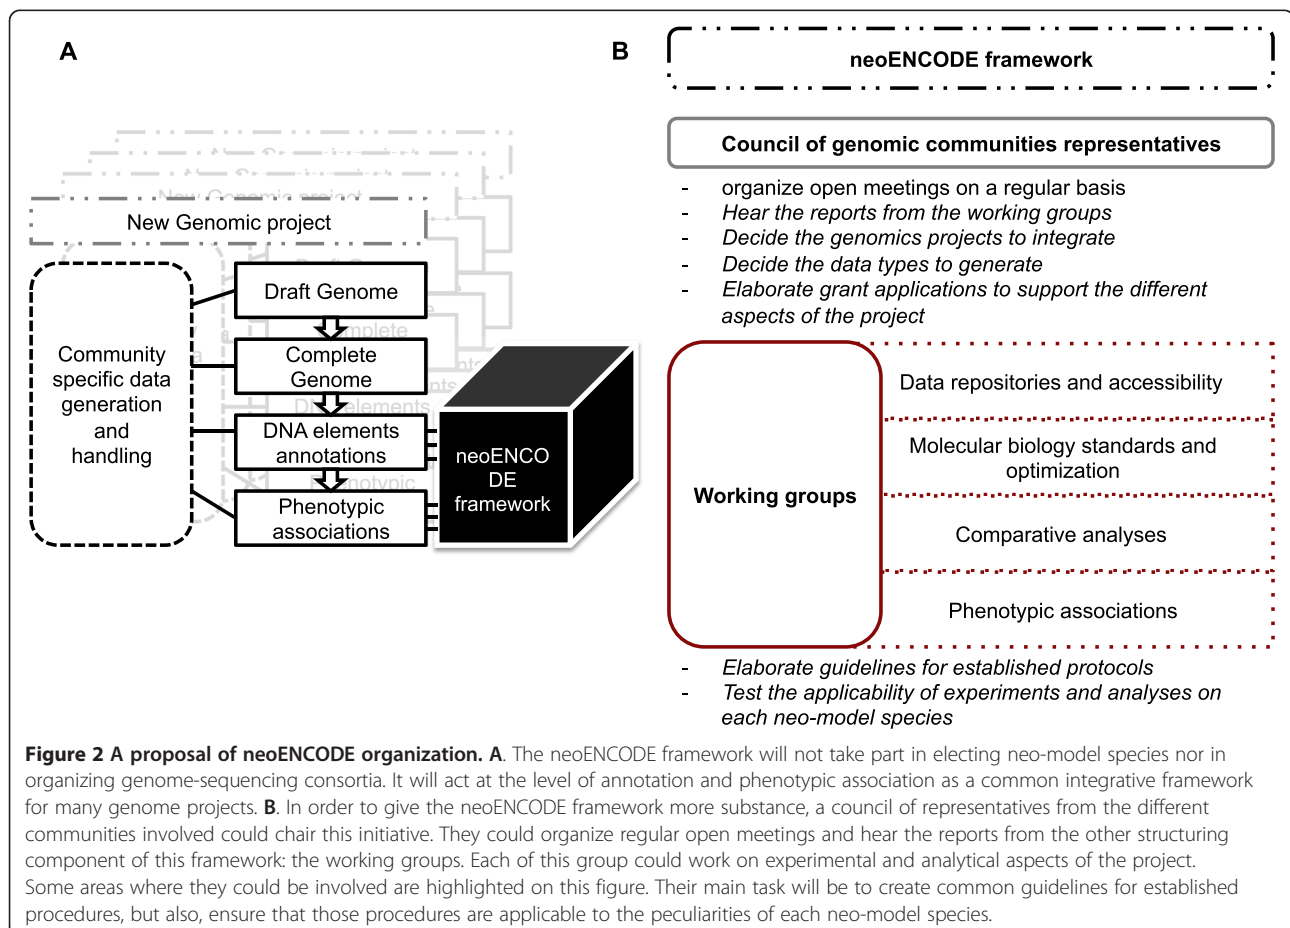 A
New Genomic project
New Genomic project
Community
specific data
generation
and
handling
Draft Genome
Complete
Genome
DNA elements
annotations
Phenotypic
associations
neoENCO
DE
framework
B
neoENCODE framework
Council of genomic communities representatives
- organize open meetings on a regular basis
- Hear the reports from the working groups
- Decide the genomics projects to integrate
- Decide the data types to generate
- Elaborate grant applications to support the different
aspects of the project
Working groups
Data repositories and accessibility
Molecular biology standards and
optimization
Comparative analyses
Phenotypic associations
- Elaborate guidelines for established protocols
- Test the applicability of experiments and analyses on
each neo-model species
Figure 2 A proposal of neoENCODE organization. A. The neoENCODE framework will not take part in electing neo-model species nor in
organizing genome-sequencing consortia. It will act at the level of annotation and phenotypic association as a common integrative framework
for many genome projects. B. In order to give the neoENCODE framework more substance, a council of representatives from the different
communities involved could chair this initiative. They could organize regular open meetings and hear the reports from the other structuring
component of this framework: the working groups. Each of this group could work on experimental and analytical aspects of the project.
Some areas where they could be involved are highlighted on this figure. Their main task will be to create common guidelines for established
procedures, but also, ensure that those procedures are applicable to the peculiarities of each neo-model species.